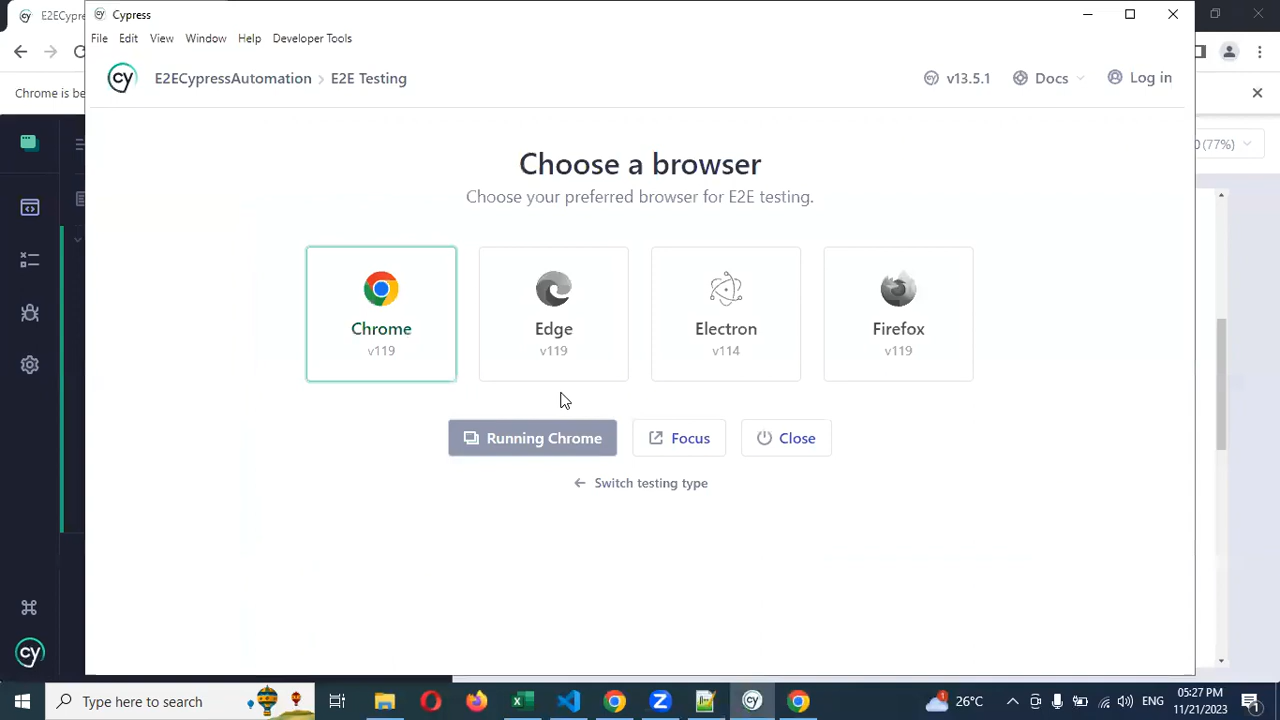 E2ECypre
Cypress
File Edit View Window Help Developer Tools
cy E2ECypressAutomation > E2E Testing v13.5.1 Docs Log in
Chrome is be
0 (77%)
Choose a browser
Choose your preferred browser for E2E testing.
Chrome Edge Electron Firefox
v119 v119 v114 v119
Running Chrome Focus Close
Switch testing type
cy
Type here to search
26°C ENG 05:27 PM
11/21/2023